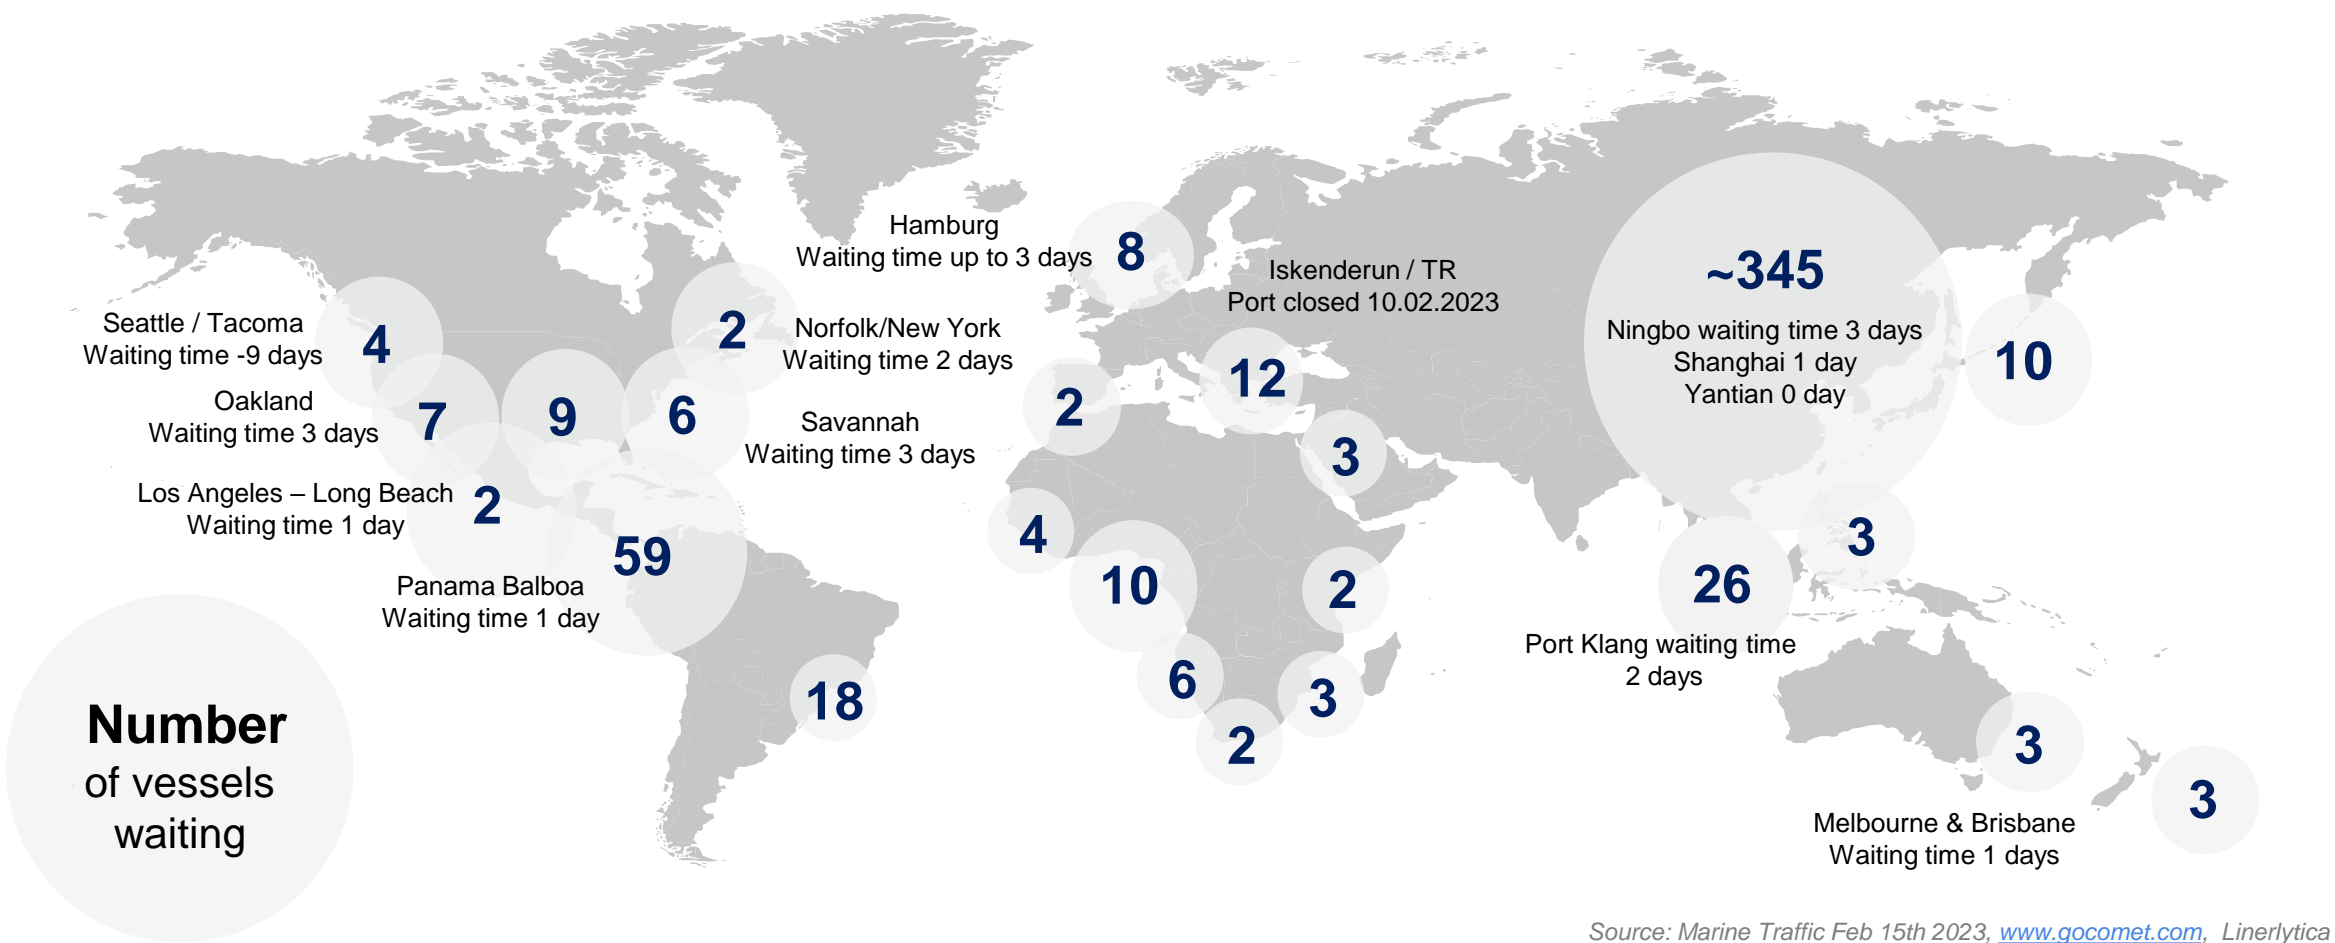 Hamburg
Waiting time up to 3 days
8
~345
Iskenderun / TR
Port closed 10.02.2023
Ningbo waiting time 3 days
Shanghai 1 day
Yantian 0 day
10
Seattle / Tacoma
Waiting time -9 days
4
2
Norfolk/New York
Waiting time 2 days
12
2
Oakland
Waiting time 3 days
7
9
6
Savannah
Waiting time 3 days
3
Los Angeles – Long Beach
Waiting time 1 day
2
59
4
3
Panama Balboa
Waiting time 1 day
10
2
26
Port Klang waiting time
2 days
18
6
3
2
3
3
Melbourne & Brisbane
Waiting time 1 days
Number
of vessels
waiting
Source: Marine Traffic Feb 15th 2023, www.gocomet.com, Linerlytica